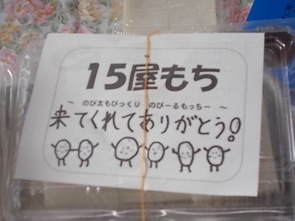 15屋もち
～ のび太もびっくり のびーるもっちー ～
来てくれてありがとう!